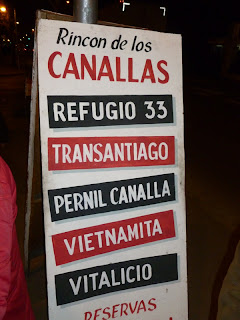 Rincon de los
CANALLAS
REFUGIO 33
TRANSANTIAGO
PERNIL CANALLA
VIETNAMITA
VITALICIO
RESERVAS